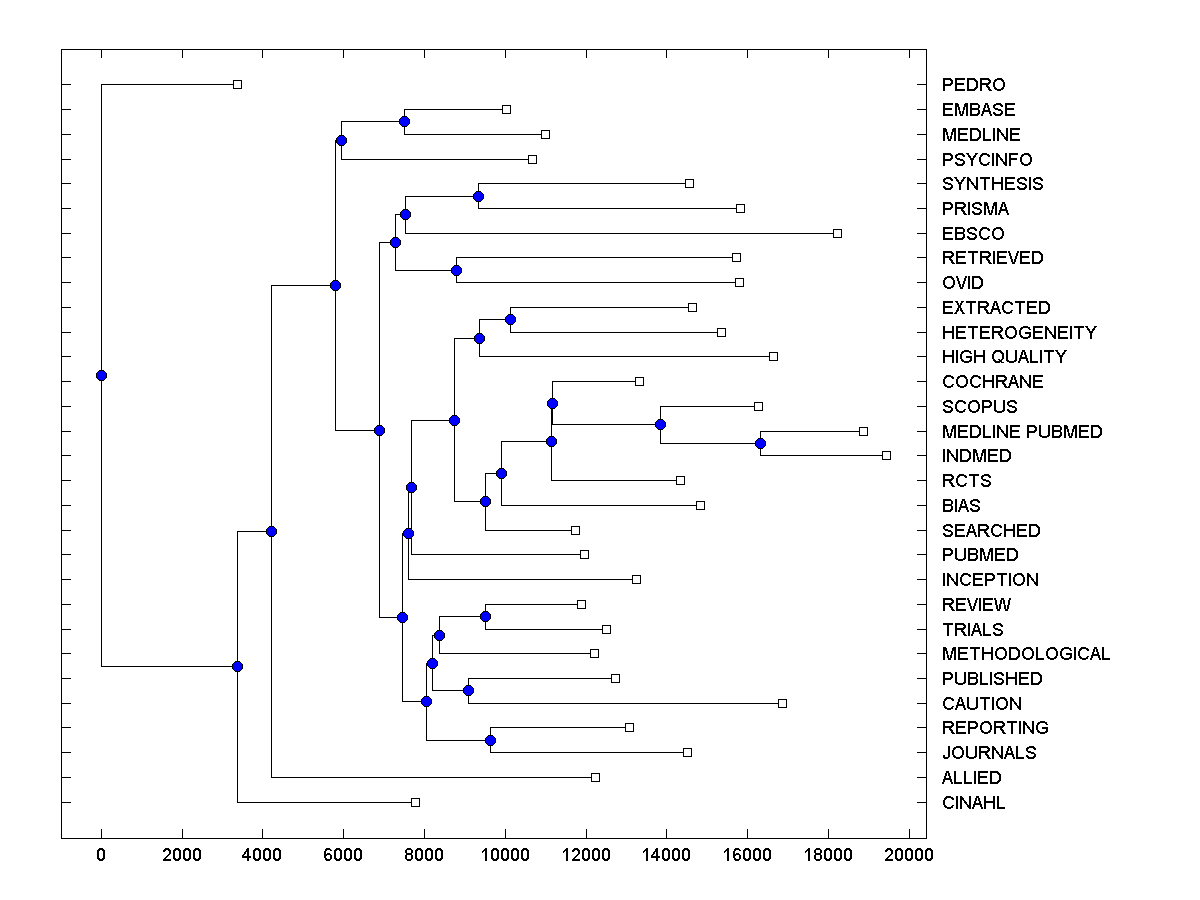 PEDRO
EMBASE
MEDLINE
PSYCINFO
SYNTHESIS
PRISMA
EBSCO
RETRIEVED
OVID
EXTRACTED
HETEROGENEITY
HIGH QUALITY
COCHRANE
SCOPUS
MEDLINE PUBMED
INDMED
RCTS
BIAS
SEARCHED
PUBMED
INCEPTION
REVIEW
TRIALS
METHODOLOGICAL
PUBLISHED
CAUTION
REPORTING
JOURNALS
ALLIED
CINAHL
0 2000 4000 6000 8000 10000 12000 14000 16000 18000 20000